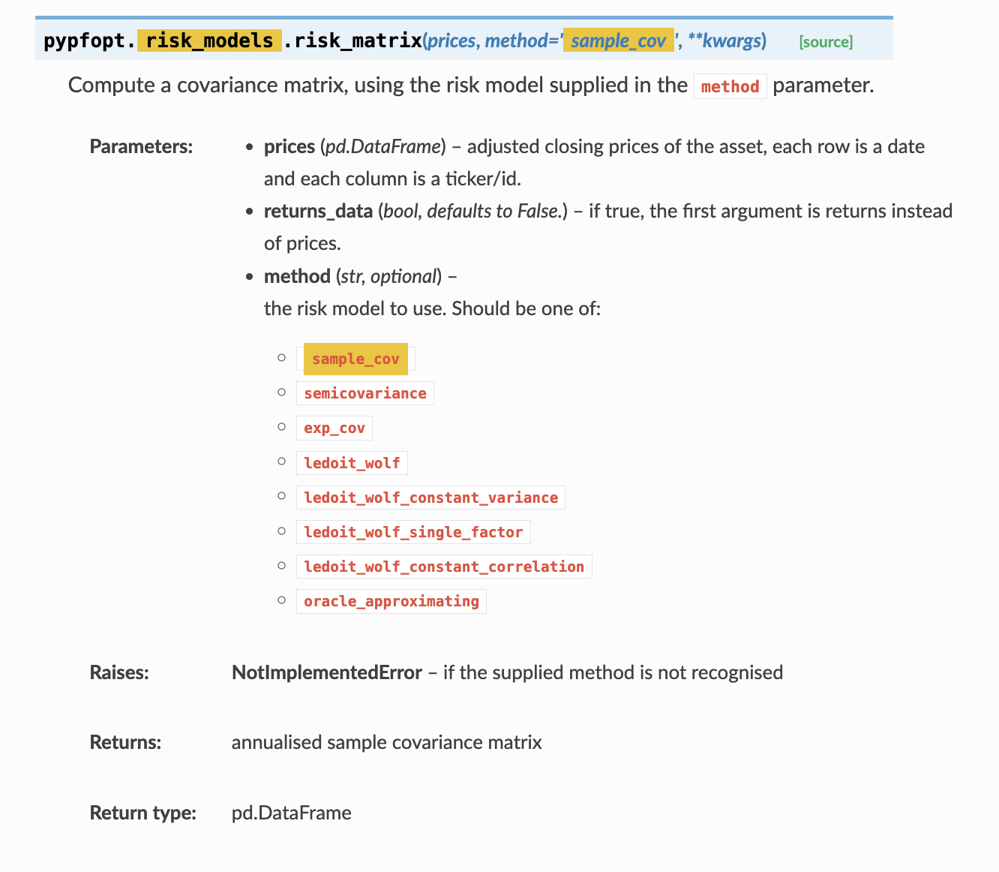 pypfopt. risk_models .risk_matrix(prices, method=' sample_cov ', **kwargs) [source]
Compute a covariance matrix, using the risk model supplied in the method parameter.
Parameters:
• prices (pd.DataFrame) – adjusted closing prices of the asset, each row is a date
and each column is a ticker/id.
• returns_data (bool, defaults to False.) – if true, the first argument is returns instead
of prices.
• method (str, optional) –
the risk model to use. Should be one of:
○ sample_cov
○ semicovariance
○ exp_cov
○ ledoit_wolf
○ ledoit_wolf_constant_variance
○ ledoit_wolf_single_factor
○ ledoit_wolf_constant_correlation
○ oracle_approximating
Raises: NotImplementedError – if the supplied method is not recognised
Returns: annualised sample covariance matrix
Return type: pd.DataFrame